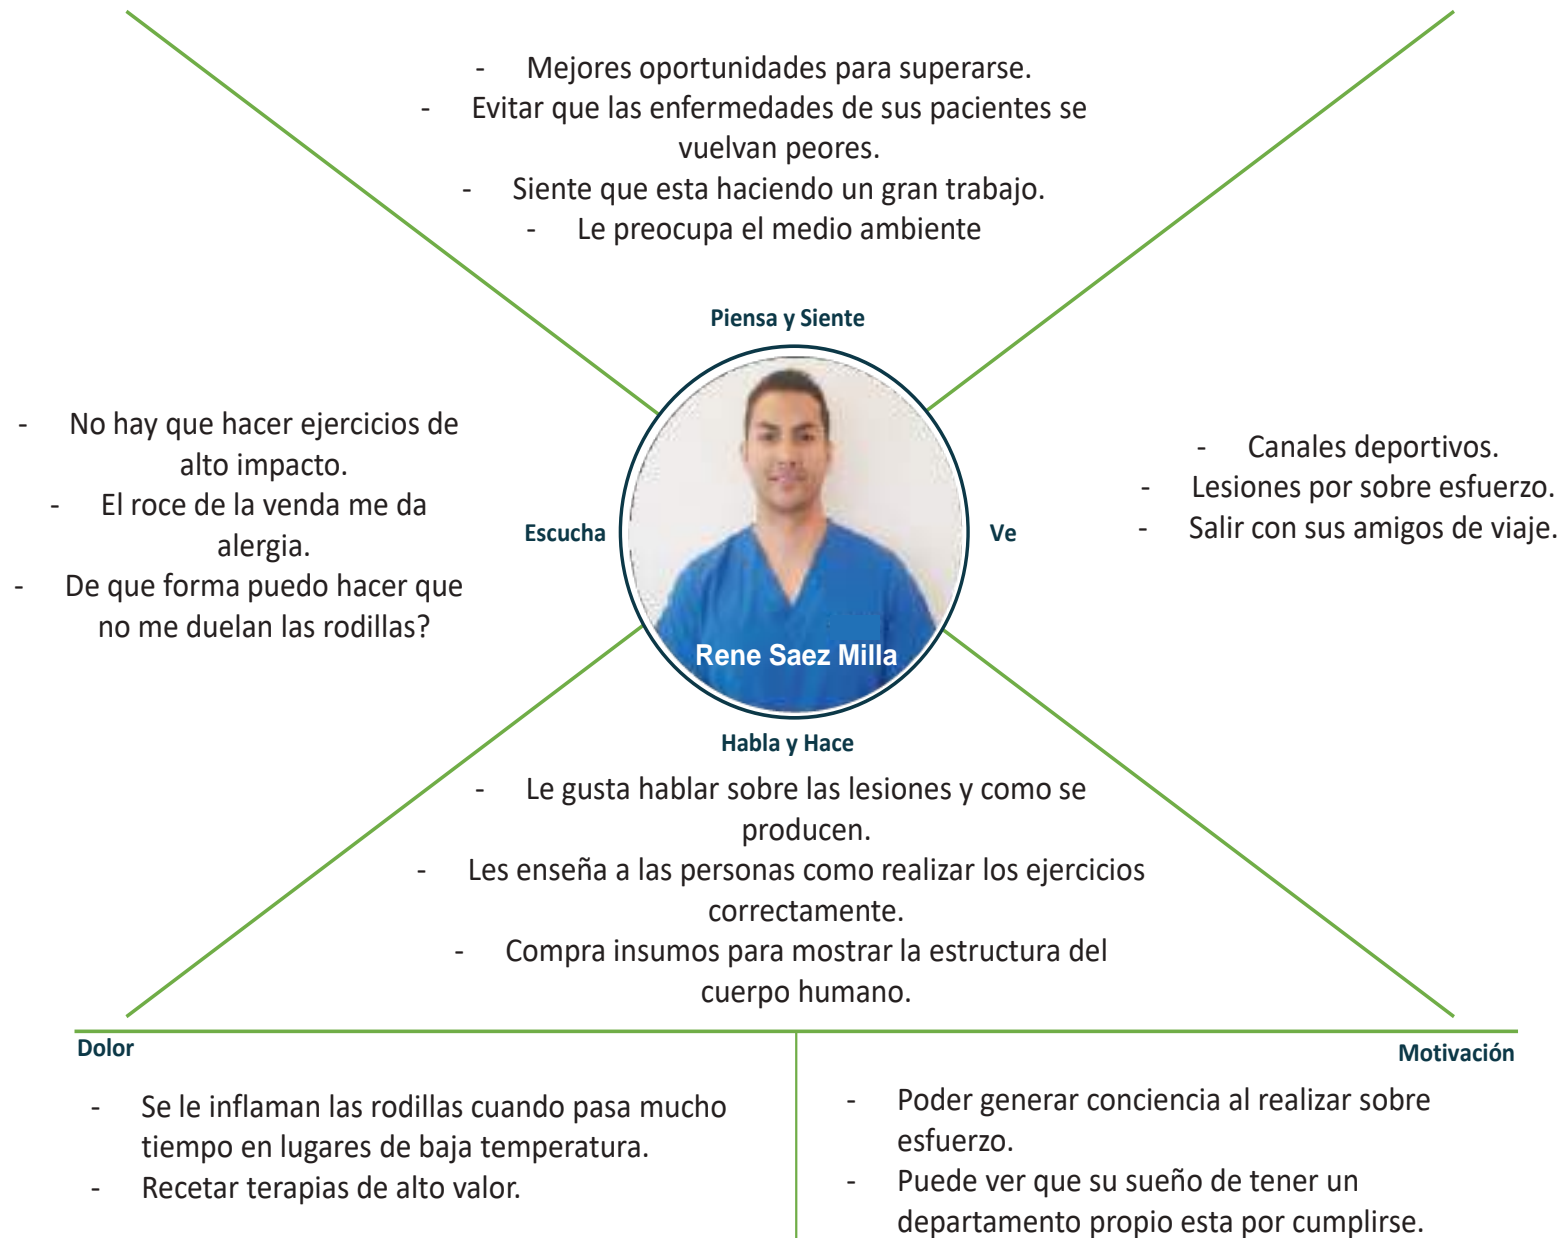 - Mejores oportunidades para superarse.
- Evitar que las enfermedades de sus pacientes se
vuelvan peores.
- Siente que esta haciendo un gran trabajo.
- Le preocupa el medio ambiente
Piensa y Siente
- No hay que hacer ejercicios de
alto impacto.
- El roce de la venda me da
alergia.
- De que forma puedo hacer que
no me duelan las rodillas?
Escucha
Rene Saez Milla
Ve
- Canales deportivos.
- Lesiones por sobre esfuerzo.
- Salir con sus amigos de viaje.
Habla y Hace
- Le gusta hablar sobre las lesiones y como se
producen.
- Les enseña a las personas como realizar los ejercicios
correctamente.
- Compra insumos para mostrar la estructura del
cuerpo humano.
Dolor
- Se le inflaman las rodillas cuando pasa mucho
tiempo en lugares de baja temperatura.
- Recetar terapias de alto valor.
Motivación
- Poder generar conciencia al realizar sobre
esfuerzo.
- Puede ver que su sueño de tener un
departamento propio esta por cumplirse.